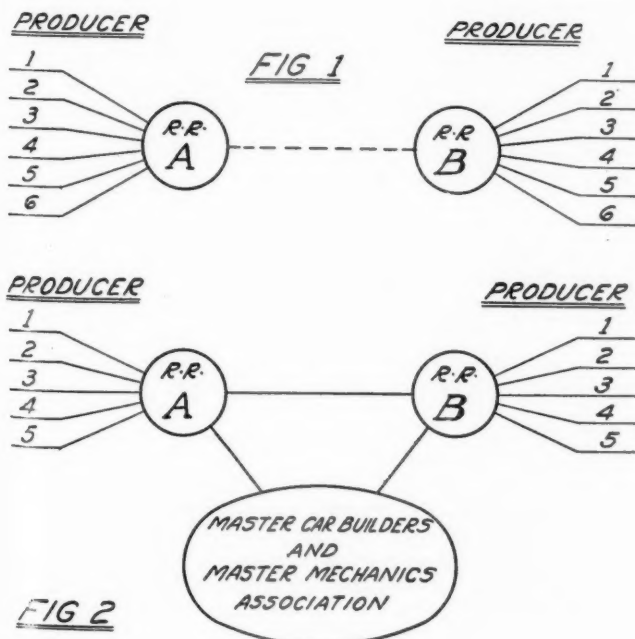 PRODUCER
PRODUCER
FIG 1
1
2
3
4
5
6
R.R.
A
R.R
B
1
2
3
4
5
6
PRODUCER
PRODUCER
1
2
3
4
5
R.R.
A
R.R.
B
1
2
3
4
5
MASTER CAR BUILDERS
AND
MASTER MECHANICS
ASSOCIATION
FIG 2